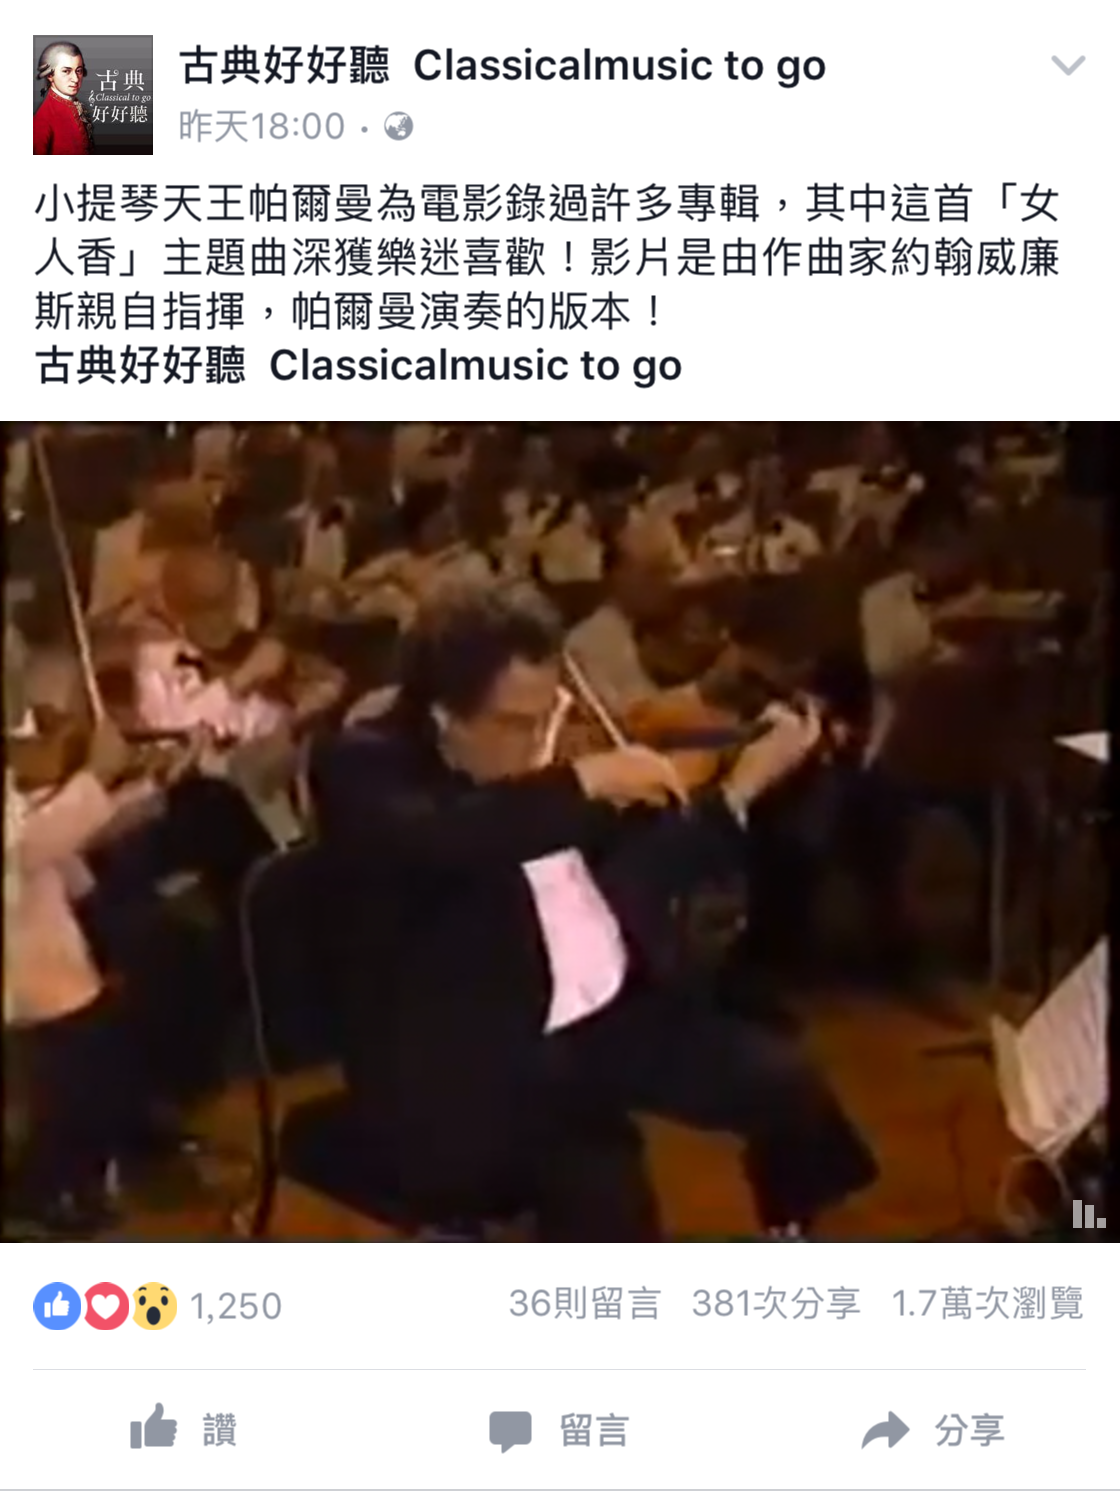 古典好好聽 Classicalmusic to go
古典
Classical to go
好好聽
昨天18:00
小提琴天王帕爾曼為電影錄過許多專輯，其中這首「女
人香」主題曲深獲樂迷喜歡！影片是由作曲家約翰威廉
斯親自指揮，帕爾曼演奏的版本！
古典好好聽 Classicalmusic to go
1,250
36則留言 381次分享 1.7萬次瀏覽
讚 留言 分享